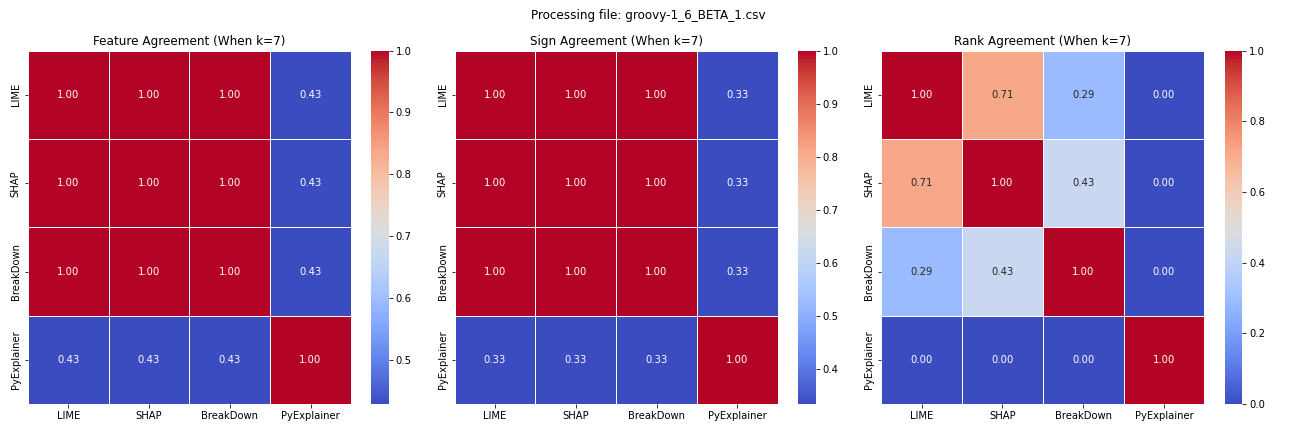 Processing file: groovy-1_6_BETA_1.csv
Feature Agreement (When k=7)
LIME 1.00 1.00 1.00 0.43
SHAP 1.00 1.00 1.00 0.43
BreakDown 1.00 1.00 1.00 0.43
PyExplainer 0.43 0.43 0.43 1.00
LIME SHAP BreakDown PyExplainer
1.0
0.9
0.8
0.7
0.6
0.5
Sign Agreement (When k=7)
LIME 1.00 1.00 1.00 0.33
SHAP 1.00 1.00 1.00 0.33
BreakDown 1.00 1.00 1.00 0.33
PyExplainer 0.33 0.33 0.33 1.00
LIME SHAP BreakDown PyExplainer
1.0
0.9
0.8
0.7
0.6
0.5
0.4
Rank Agreement (When k=7)
LIME 1.00 0.71 0.29 0.00
SHAP 0.71 1.00 0.43 0.00
BreakDown 0.29 0.43 1.00 0.00
PyExplainer 0.00 0.00 0.00 1.00
LIME SHAP BreakDown PyExplainer
1.0
0.8
0.6
0.4
0.2
0.0